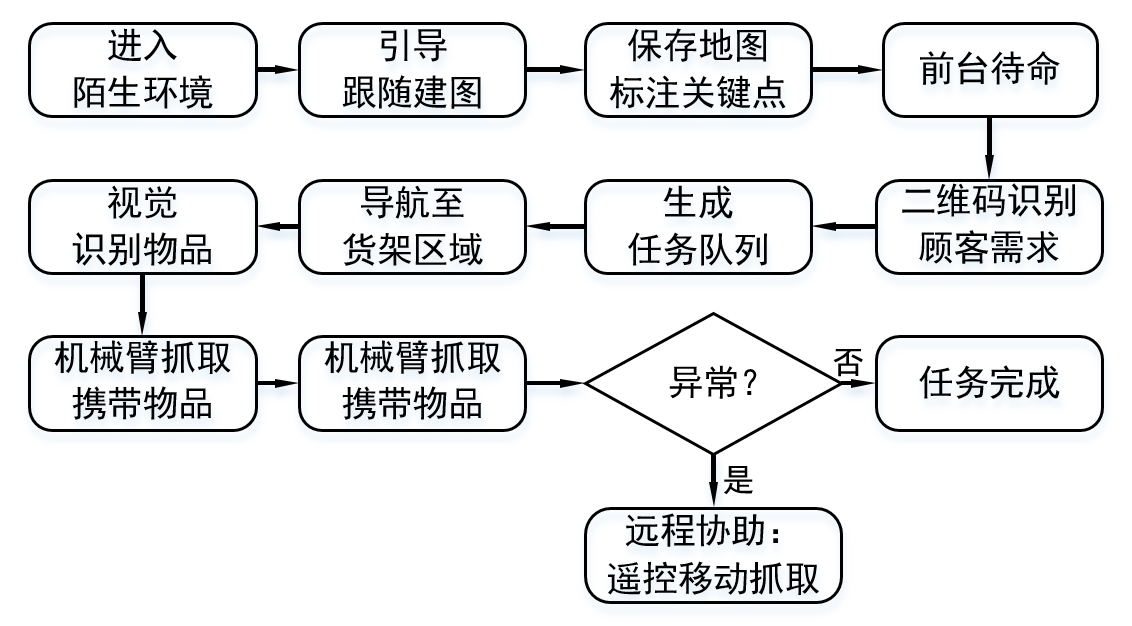 进入
陌生环境
引导
跟随建图
保存地图
标注关键点
前台待命
二维码识别
顾客需求
生成
任务队列
导航至
货架区域
视觉
识别物品
机械臂抓取
携带物品
机械臂抓取
携带物品
异常？
否
任务完成
是
远程协助：
遥控移动抓取